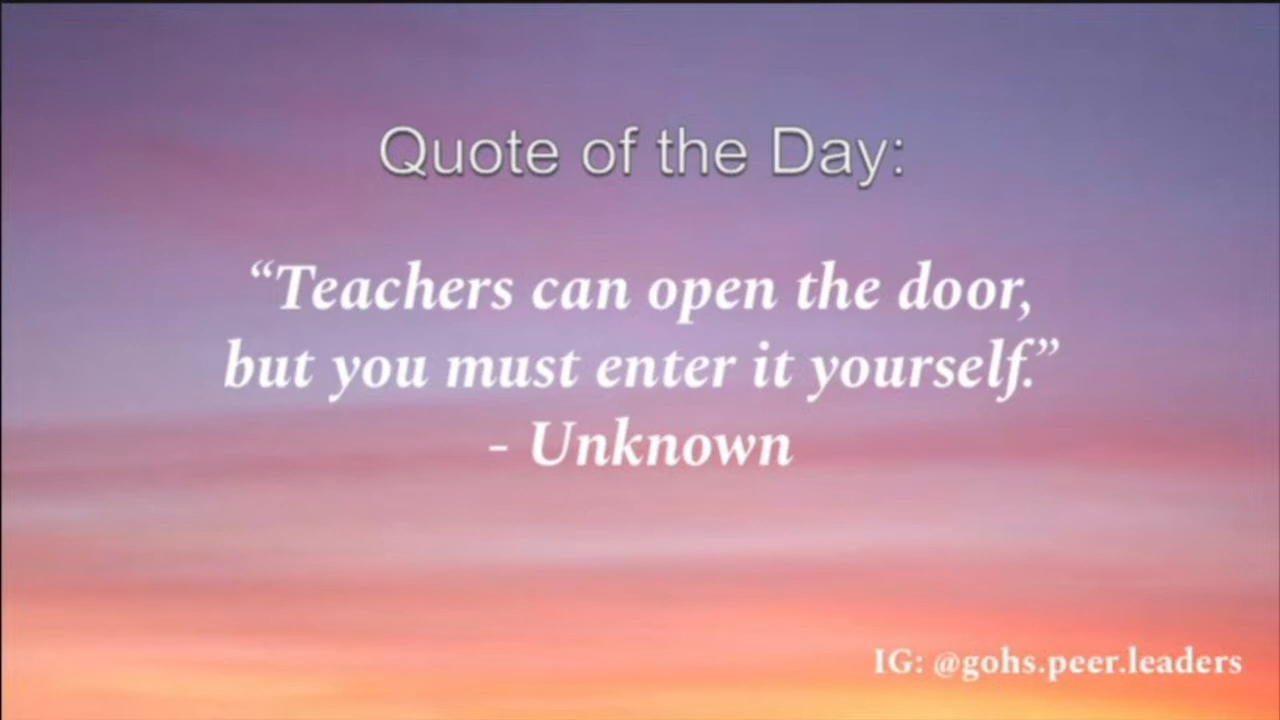 Quote of the Day:
“Teachers can open the door,
but you must enter it yourself.”
- Unknown
IG: @gohs.peer.leaders